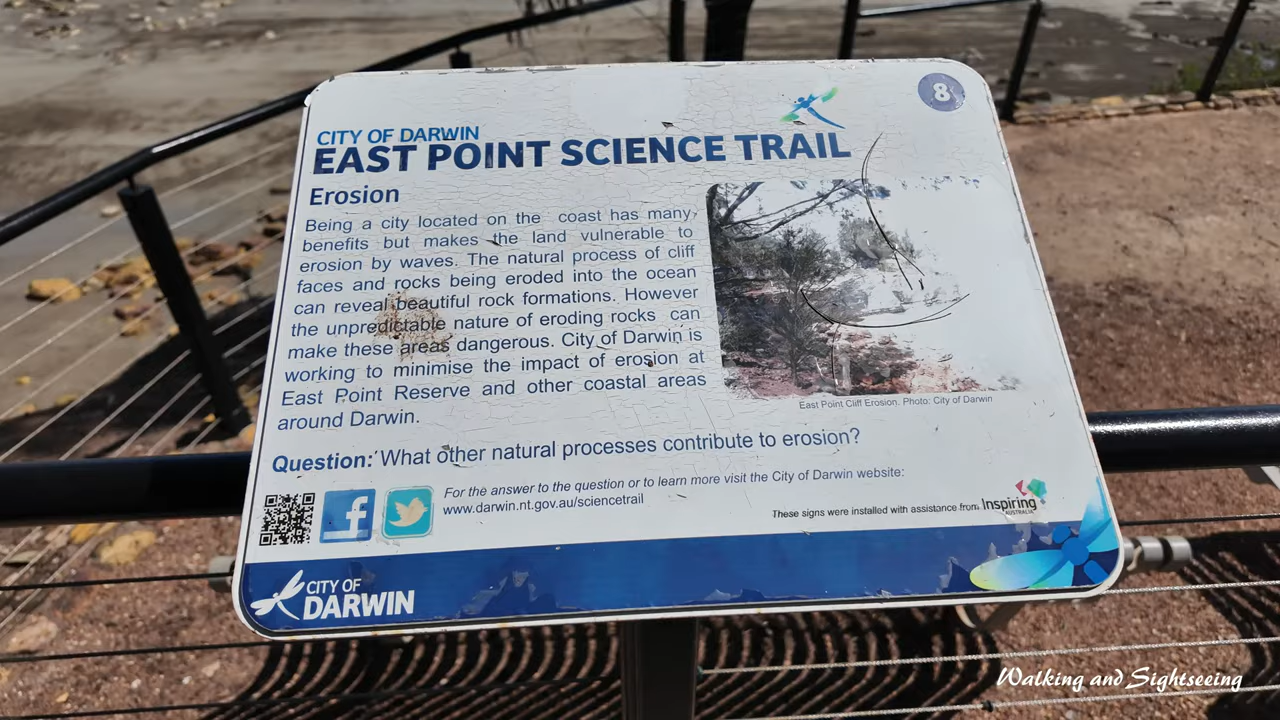 8
CITY OF DARWIN
EAST POINT SCIENCE TRAIL
Erosion
Being a city located on the coast has many
benefits but makes the land vulnerable to
erosion by waves. The natural process of cliff
faces and rocks being eroded into the ocean
can reveal beautiful rock formations. However
the unpredictable nature of eroding rocks can
make these areas dangerous. City of Darwin is
working to minimise the impact of erosion at
East Point Reserve and other coastal areas
around Darwin.
East Point Cliff Erosion. Photo: City of Darwin
Question: What other natural processes contribute to erosion?
For the answer to the question or to learn more visit the City of Darwin website:
www.darwin.nt.gov.au/sciencetrail
These signs were installed with assistance from Inspiring
AUSTRALIA
CITY OF
DARWIN
Walking and Sightseeing